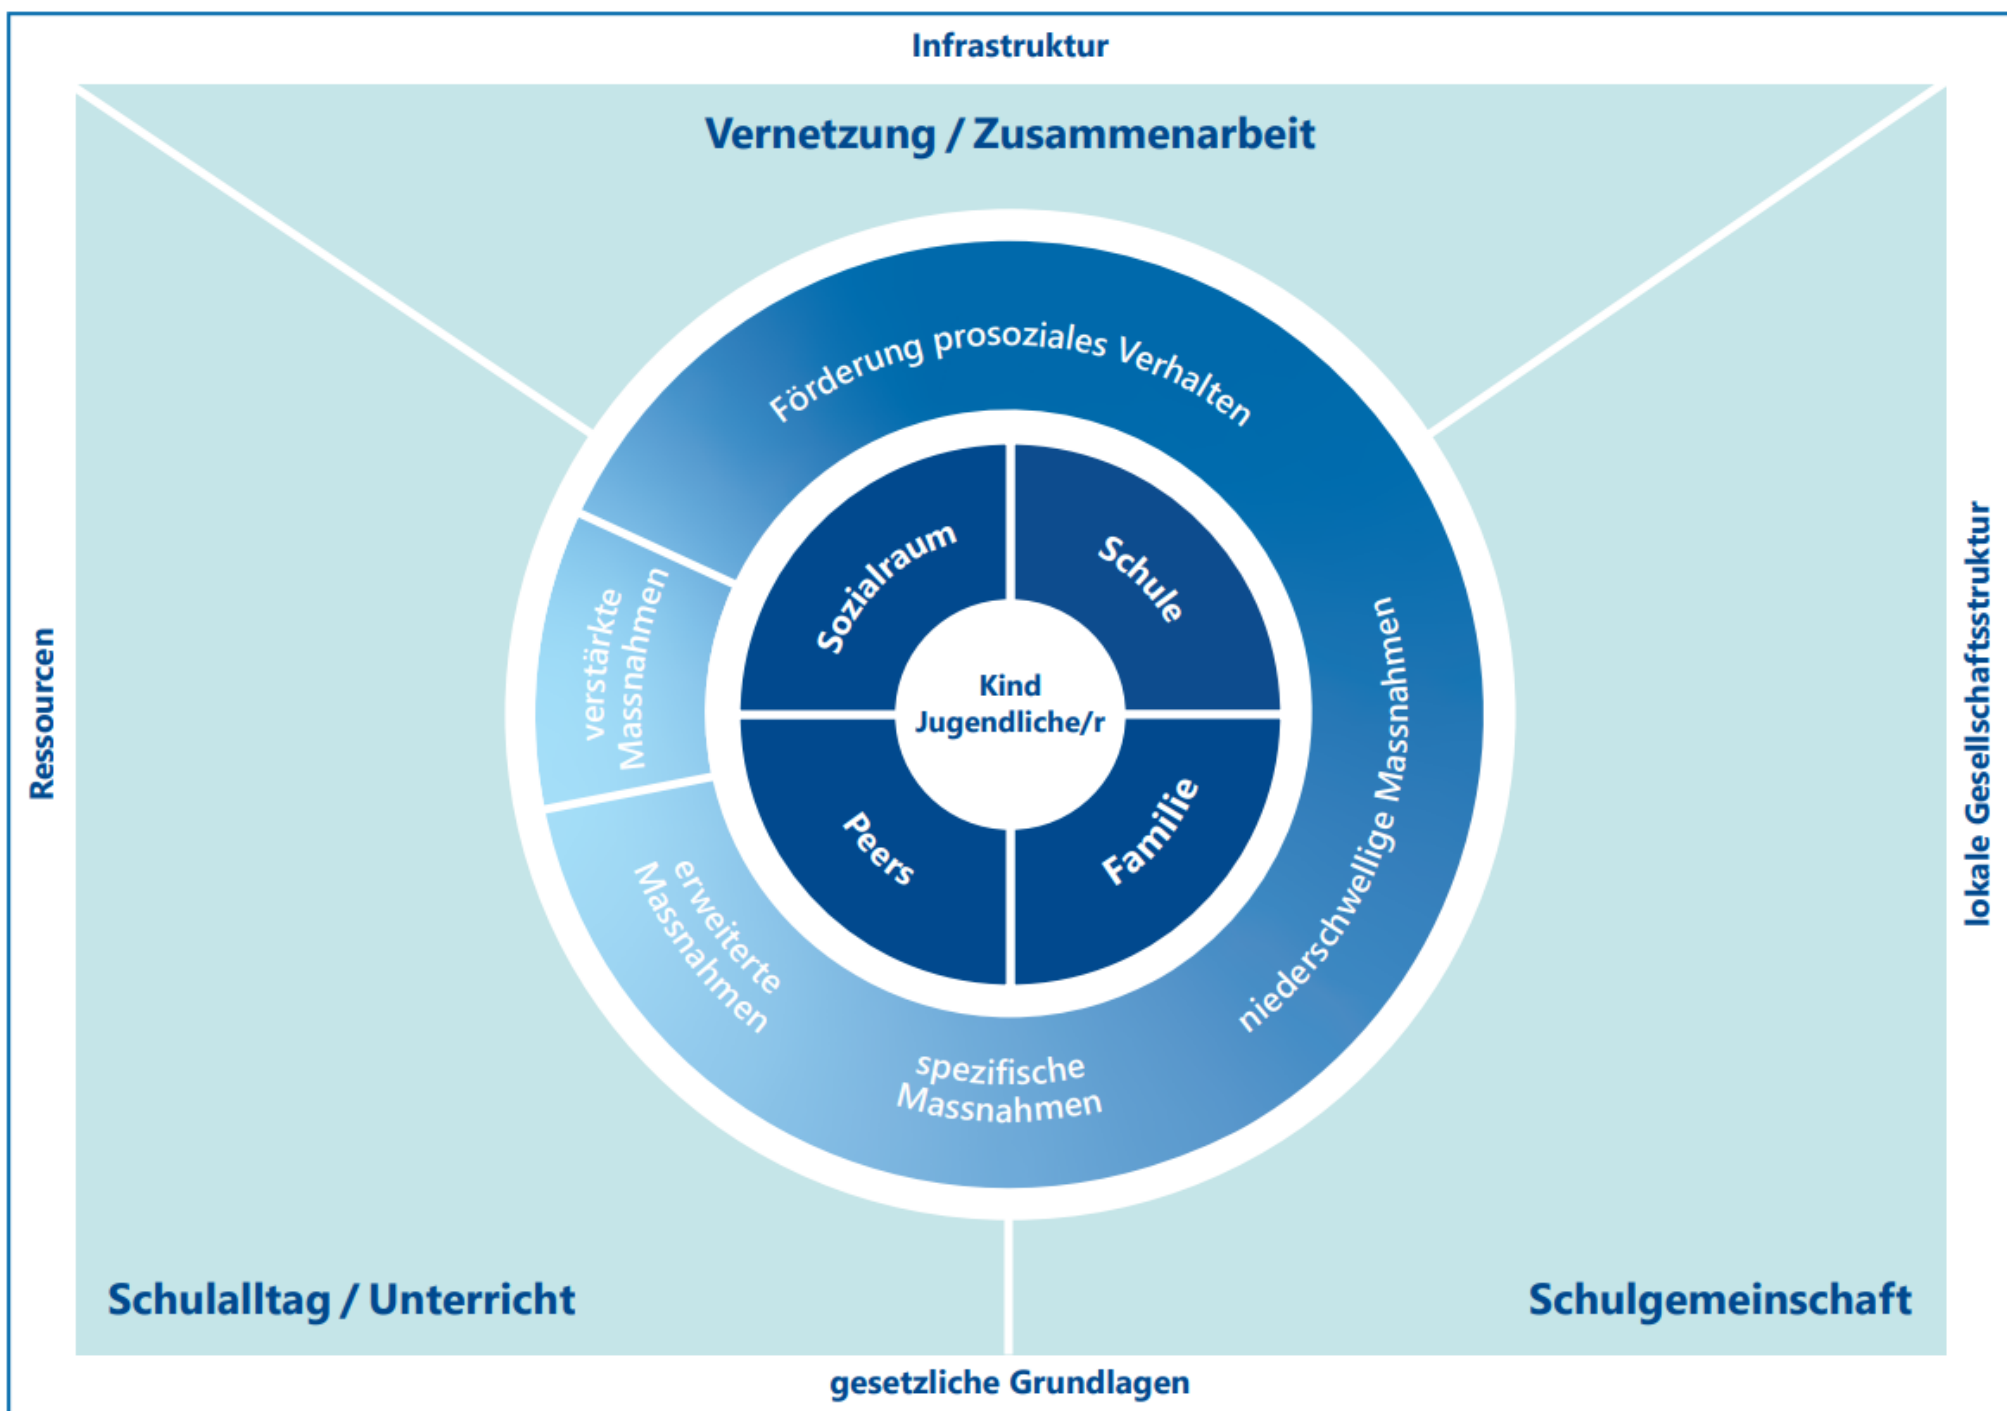 Infrastruktur
Vernetzung / Zusammenarbeit
Förderung prosoziales Verhalten
Sozialraum
Schule
verstärkte
Massnahmen
Kind
Jugendliche/r
niederschwellige Massnahmen
Ressourcen
lokale Gesellschaftsstruktur
Peers
Familie
erweiterte
Massnahmen
spezifische
Massnahmen
Schulalltag / Unterricht
Schulgemeinschaft
gesetzliche Grundlagen